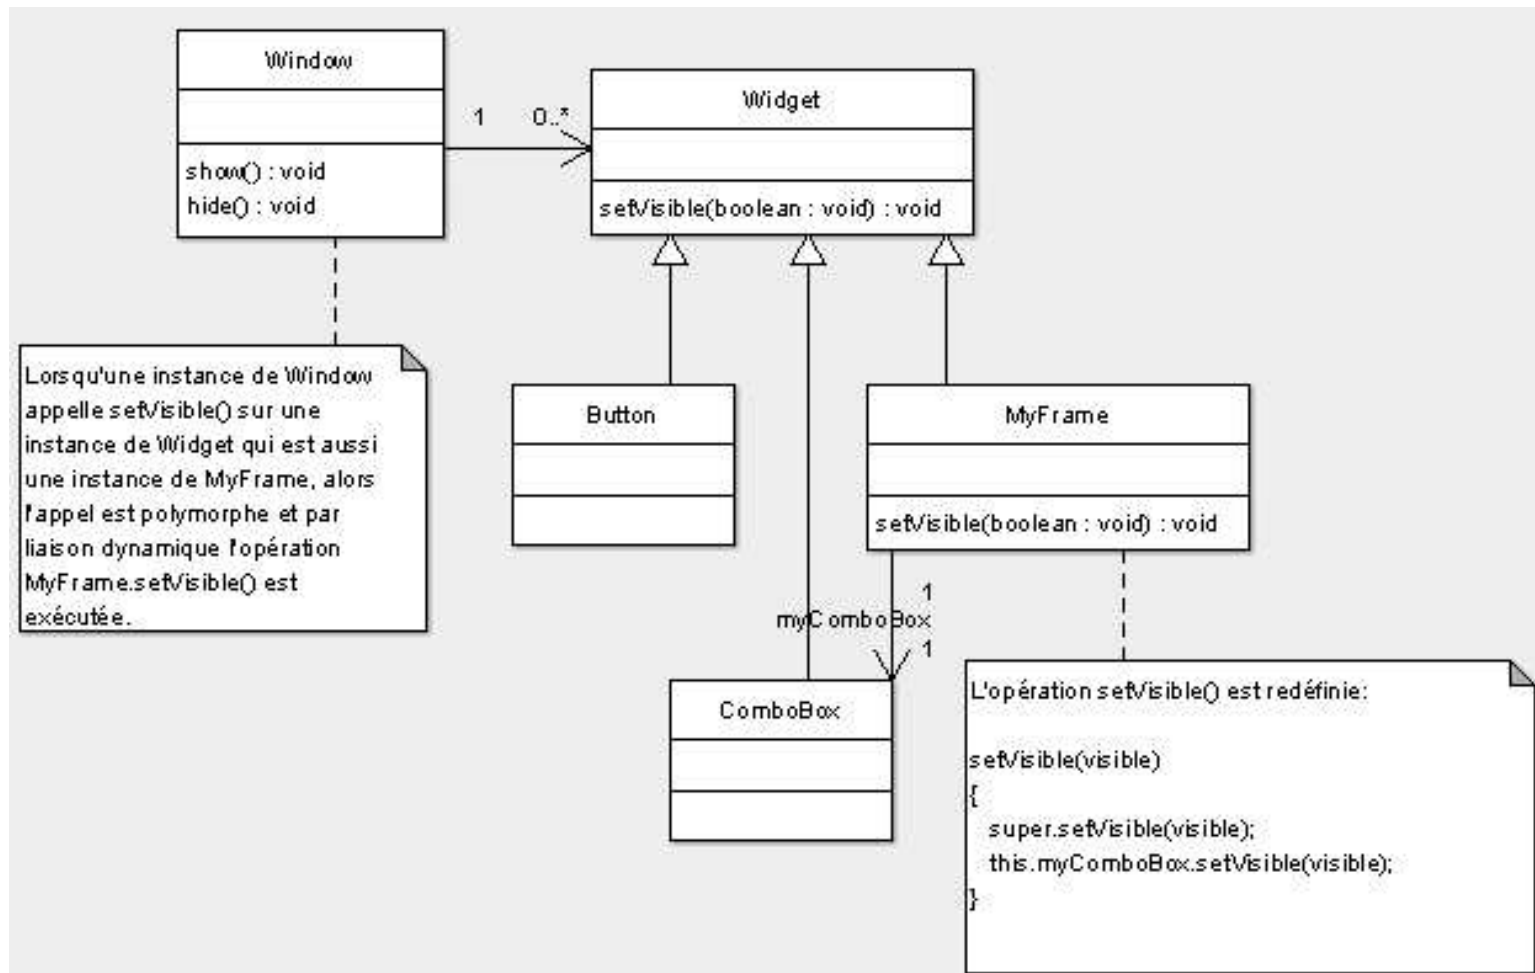 Window
show() : void
hide() : void
1
0..*
Widget
setVisible(boolean : void) : void
Lorsqu'une instance de Window
appelle setVisible() sur une
instance de Widget qui est aussi
une instance de MyFrame, alors
l'appel est polymorphe et par
liaison dynamique l'opération
MyFrame.setVisible() est
exécutée.
Button
MyFrame
setVisible(boolean : void) : void
1
myComboBox
1
ComboBox
L'opération setVisible() est redéfinie:
setVisible(visible)
{
super.setVisible(visible);
this.myComboBox.setVisible(visible);
}